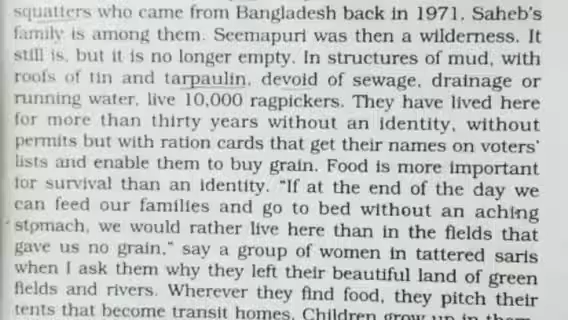 squatters who came from Bangladesh back in 1971. Saheb's
family is among them. Seemapuri was then a wilderness. It
still is, but it is no longer empty. In structures of mud, with
roofs of tin and tarpaulin, devoid of sewage, drainage or
running water, live 10,000 ragpickers. They have lived here
for more than thirty years without an identity, without
permits but with ration cards that get their names on voters'
lists and enable them to buy grain. Food is more important
for survival than an identity. "If at the end of the day we
can feed our families and go to bed without an aching
stomach, we would rather live here than in the fields that
gave us no grain," say a group of women in tattered saris
when I ask them why they left their beautiful land of green
fields and rivers. Wherever they find food, they pitch their
tents that become transit homes. Children grow up in them,